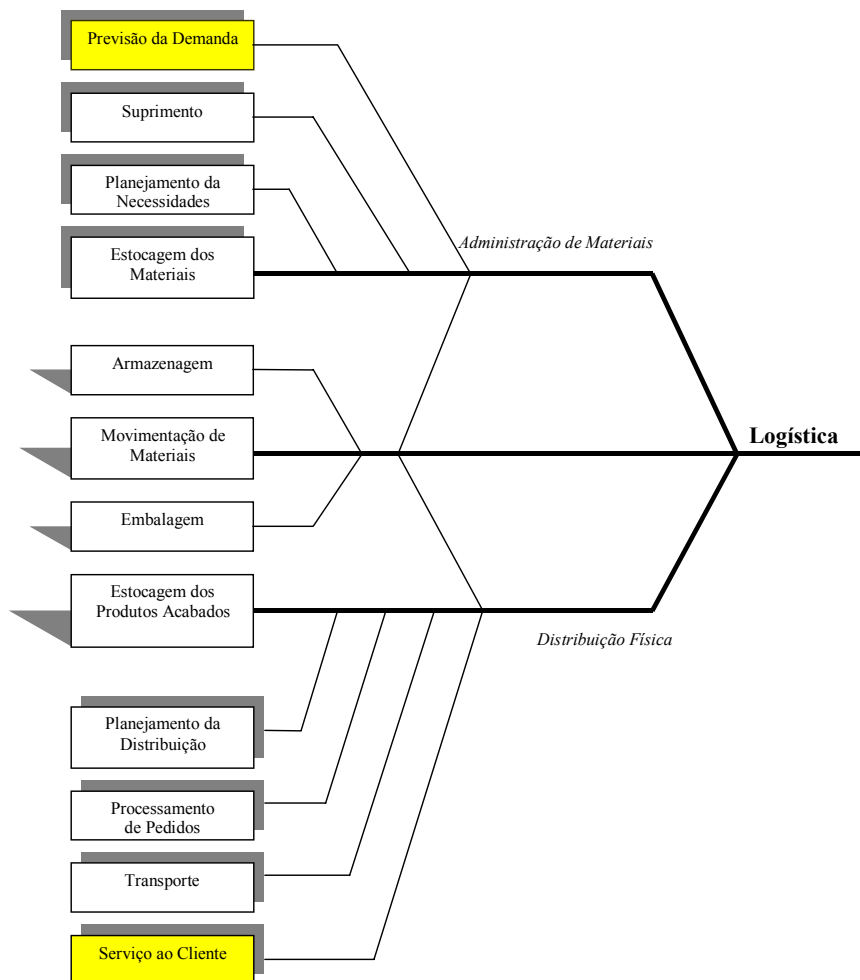 Previsão da Demanda
Suprimento
Planejamento da
Necessidades
Administração de Materiais
Estocagem dos
Materiais
Armazenagem
Movimentação de
Materiais
Logística
Embalagem
Estocagem dos
Produtos Acabados
Distribuição Física
Planejamento da
Distribuição
Processamento
de Pedidos
Transporte
Serviço ao Cliente